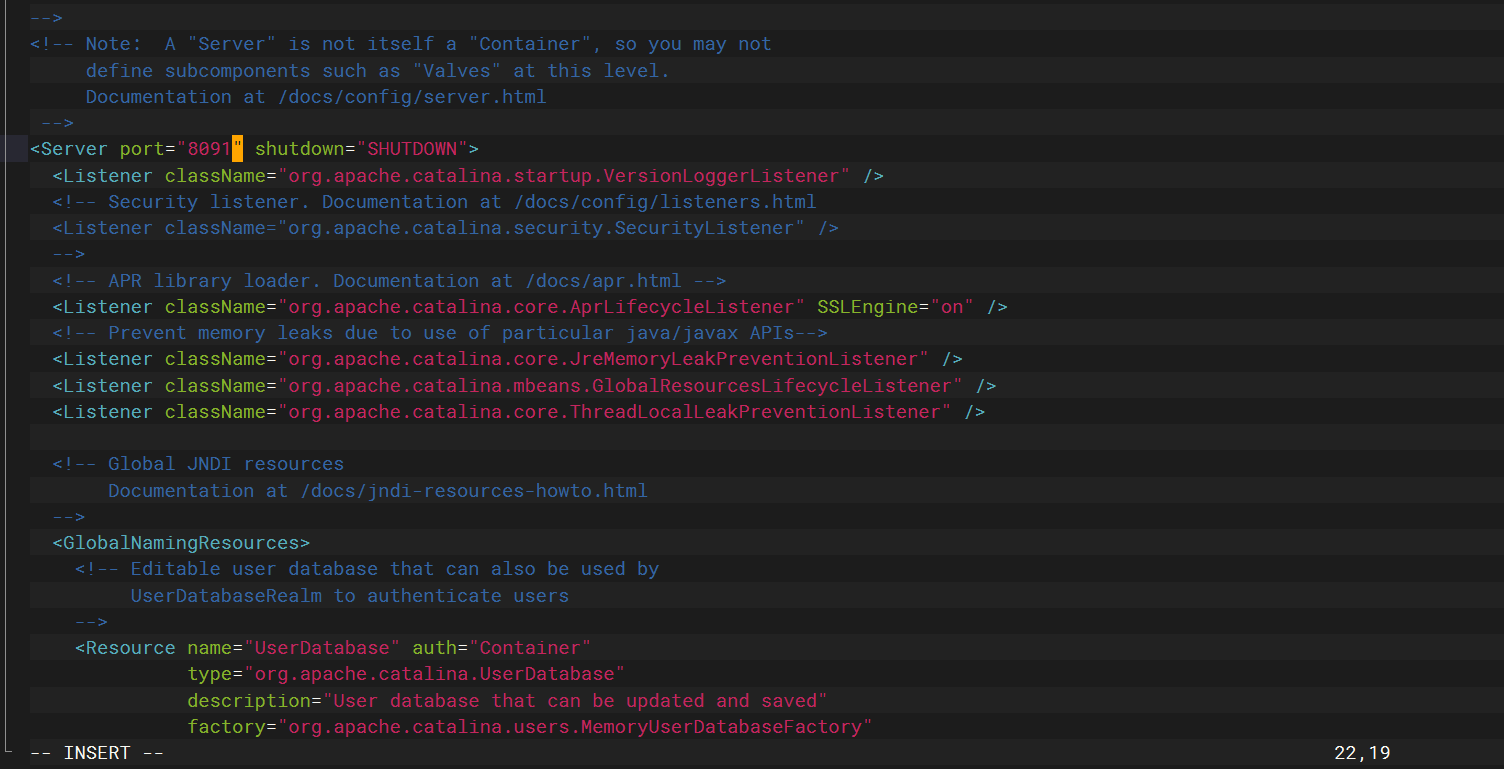 -->
<!-- Note:  A "Server" is not itself a "Container", so you may not
     define subcomponents such as "Valves" at this level.
     Documentation at /docs/config/server.html
 -->
<Server port="8091" shutdown="SHUTDOWN">
  <Listener className="org.apache.catalina.startup.VersionLoggerListener" />
  <!-- Security listener. Documentation at /docs/config/listeners.html
  <Listener className="org.apache.catalina.security.SecurityListener" />
  -->
  <!-- APR library loader. Documentation at /docs/apr.html -->
  <Listener className="org.apache.catalina.core.AprLifecycleListener" SSLEngine="on" />
  <!-- Prevent memory leaks due to use of particular java/javax APIs-->
  <Listener className="org.apache.catalina.core.JreMemoryLeakPreventionListener" />
  <Listener className="org.apache.catalina.mbeans.GlobalResourcesLifecycleListener" />
  <Listener className="org.apache.catalina.core.ThreadLocalLeakPreventionListener" />

  <!-- Global JNDI resources
       Documentation at /docs/jndi-resources-howto.html
  -->
  <GlobalNamingResources>
    <!-- Editable user database that can also be used by
         UserDatabaseRealm to authenticate users
    -->
    <Resource name="UserDatabase" auth="Container"
              type="org.apache.catalina.UserDatabase"
              description="User database that can be updated and saved"
              factory="org.apache.catalina.users.MemoryUserDatabaseFactory"
-- INSERT -- 22,19